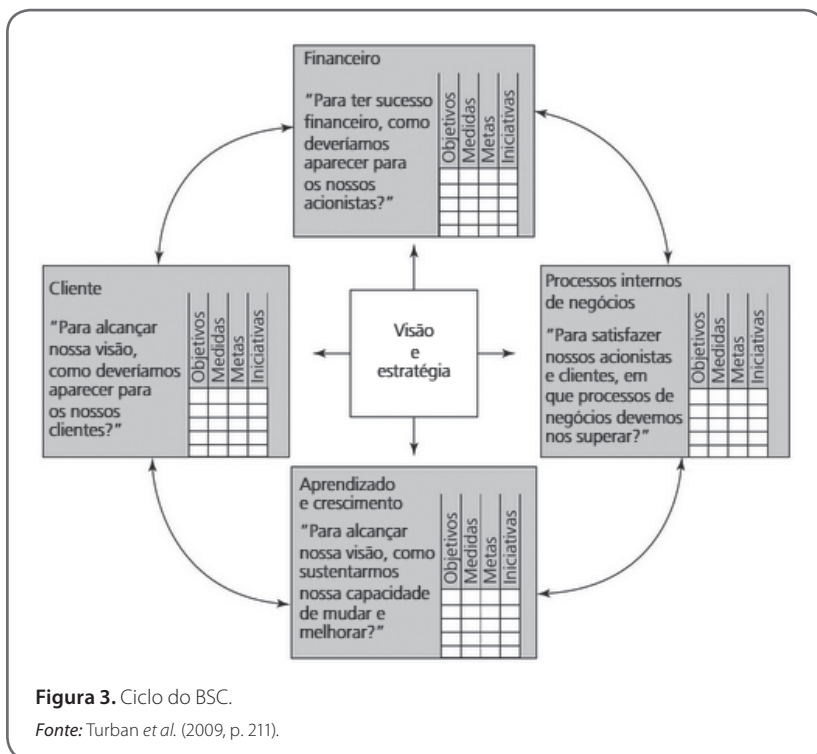 Financeiro
"Para ter sucesso
financeiro, como
deveríamos
aparecer para
os nossos
acionistas?"
Objetivos
Medidas
Metas
Iniciativas
Cliente
"Para alcançar
nossa visão,
como deveríamos
aparecer para
os nossos
clientes?"
Objetivos
Medidas
Metas
Iniciativas
Visão
e
estratégia
Processos internos
de negócios
"Para satisfazer
nossos acionistas
e clientes, em
que processos de
negócios devemos
nos superar?"
Objetivos
Medidas
Metas
Iniciativas
Aprendizado
e crescimento
"Para alcançar
nossa visão, como
sustentarmos
nossa capacidade
de mudar e
melhorar?"
Objetivos
Medidas
Metas
Iniciativas
Figura 3. Ciclo do BSC.
Fonte: Turban et al. (2009, p. 211).